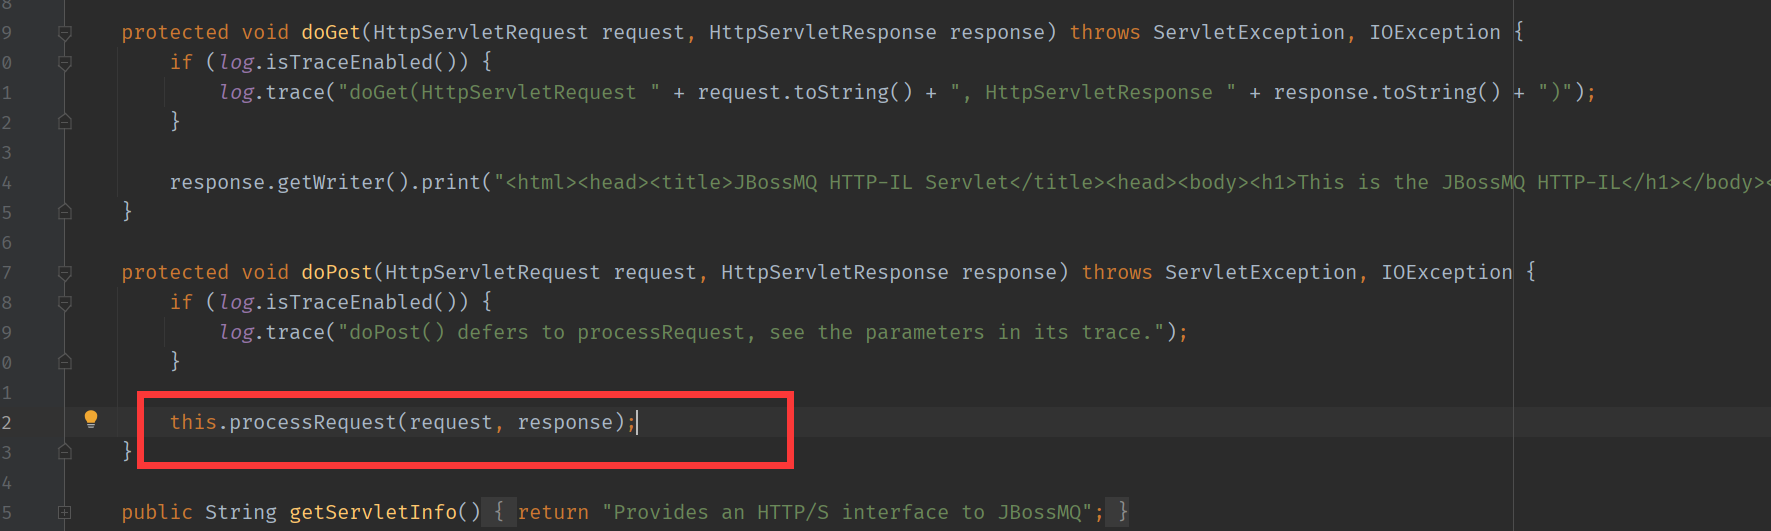 8
9 protected void doGet(HttpServletRequest request, HttpServletResponse response) throws ServletException, IOException {
0 if (log.isTraceEnabled()) {
1 log.trace("doGet(HttpServletRequest " + request.toString() + ", HttpServletResponse " + response.toString() + ")");
2 }
3
4 response.getWriter().print("<html><head><title>JBossMQ HTTP-IL Servlet</title><head><body><h1>This is the JBossMQ HTTP-IL</h1></body><
5 }
6
7 protected void doPost(HttpServletRequest request, HttpServletResponse response) throws ServletException, IOException {
8 if (log.isTraceEnabled()) {
9 log.trace("doPost() defers to processRequest, see the parameters in its trace.");
0 }
1
2 this.processRequest(request, response);
3 }
4
5 public String getServletInfo() { return "Provides an HTTP/S interface to JBossMQ"; }